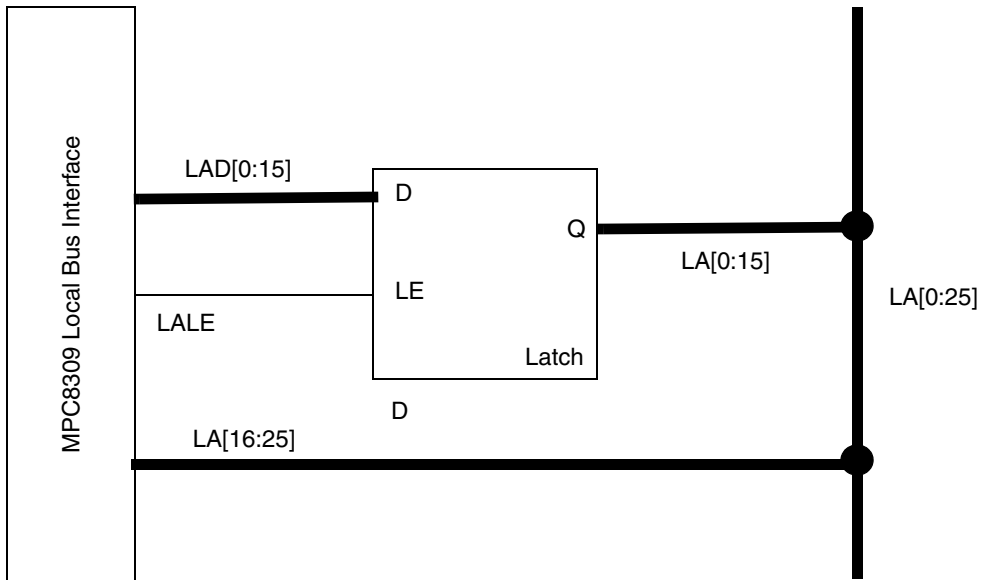 MPC8309 Local Bus Interface
LAD[0:15]
D
Q
LA[0:15]
LE
LA[0:25]
LALE
Latch
D
LA[16:25]